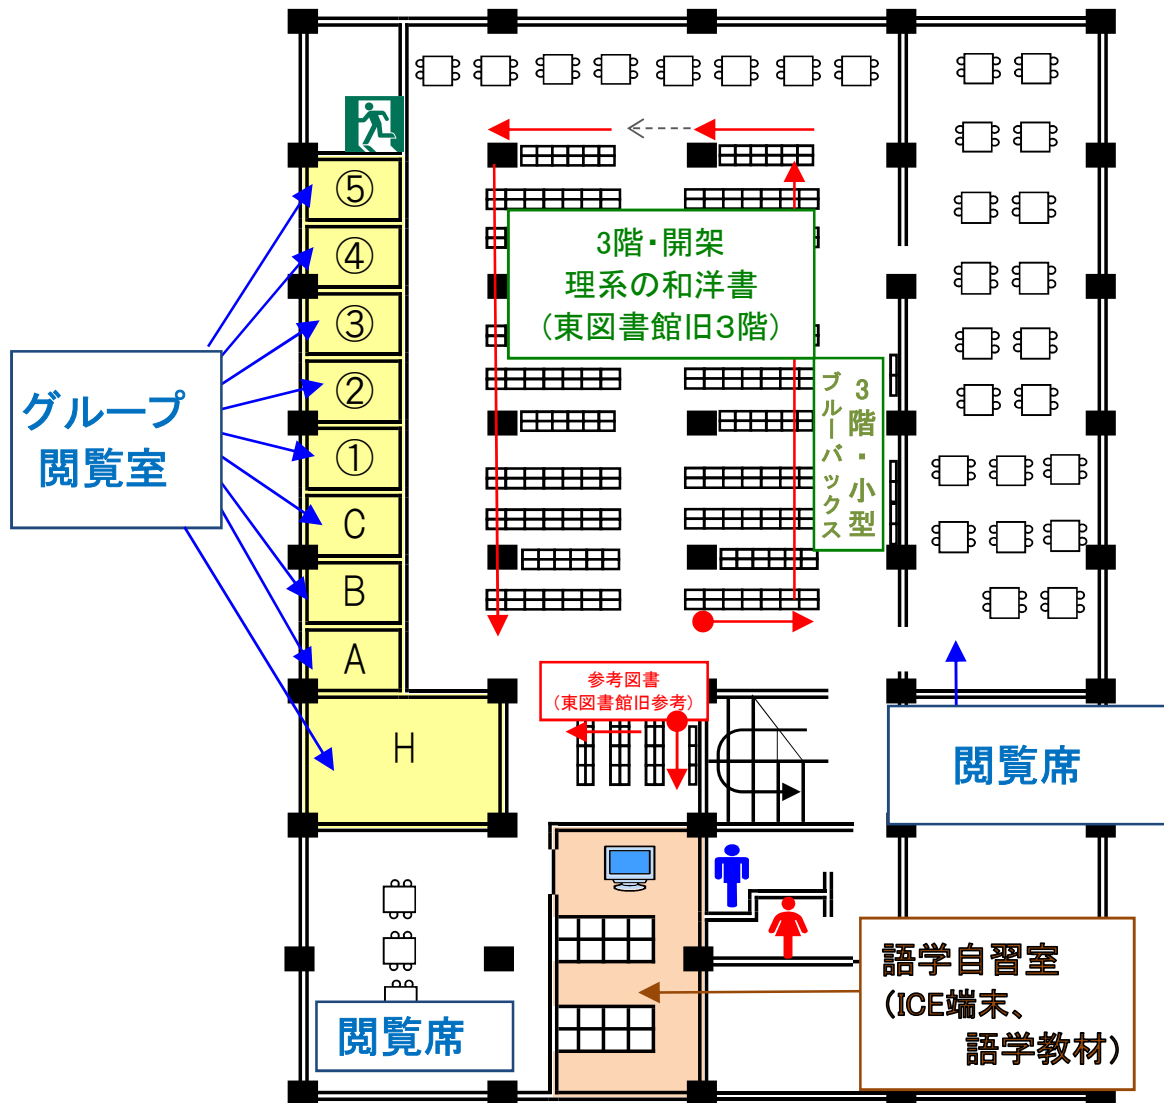 ⑤
④
③
②
①
C
B
A
H
グループ
閲覧室
3階・開架
理系の和洋書
(東図書館旧3階)
3階・小型
ブルーバックス
参考図書
(東図書館旧参考)
閲覧席
閲覧席
語学自習室
(ICE端末、
語学教材)